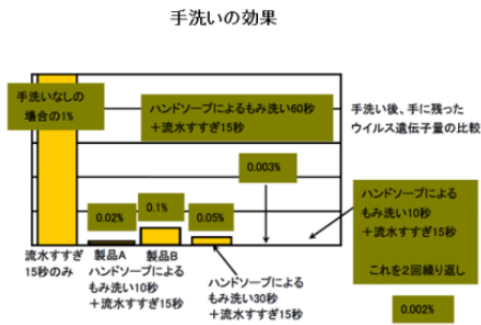 手洗いの効果
手洗いなしの
場合の1%
ハンドソープによるもみ洗い60秒
＋流水すすぎ15秒
手洗い後、手に残った
ウイルス遺伝子量の比較
0.003%
ハンドソープによる
もみ洗い10秒
＋流水すすぎ15秒
これを２回繰り返し
0.02%
0.1%
0.05%
流水すすぎ
15秒のみ
製品A
製品B
ハンドソープによる
もみ洗い10秒
＋流水すすぎ15秒
ハンドソープによる
もみ洗い30秒
＋流水すすぎ15秒
0.002%